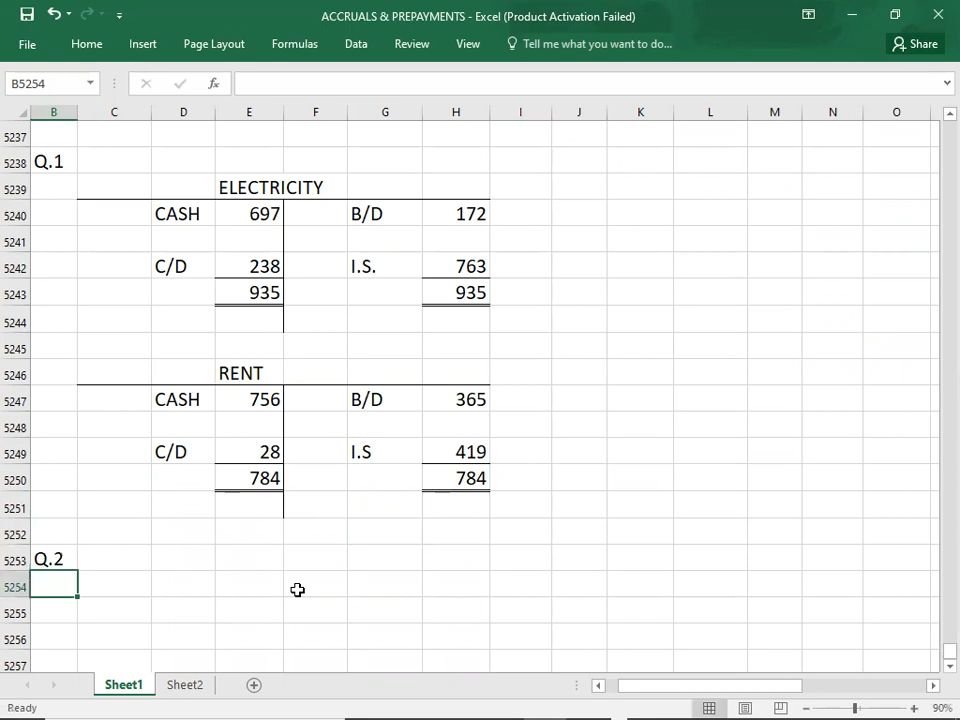 ACCRUALS & PREPAYMENTS - Excel (Product Activation Failed)
File Home Insert Page Layout Formulas Data Review View Tell me what you want to do... Share
B5254 fx
B C D E F G H I J K L M N O
5237
5238 Q.1
5239 ELECTRICITY
5240 CASH 697 B/D 172
5241
5242 C/D 238 I.S. 763
5243 935 935
5244
5245
5246 RENT
5247 CASH 756 B/D 365
5248
5249 C/D 28 I.S 419
5250 784 784
5251
5252
5253 Q.2
5254
5255
5256
5257
Sheet1 Sheet2
Ready 90%